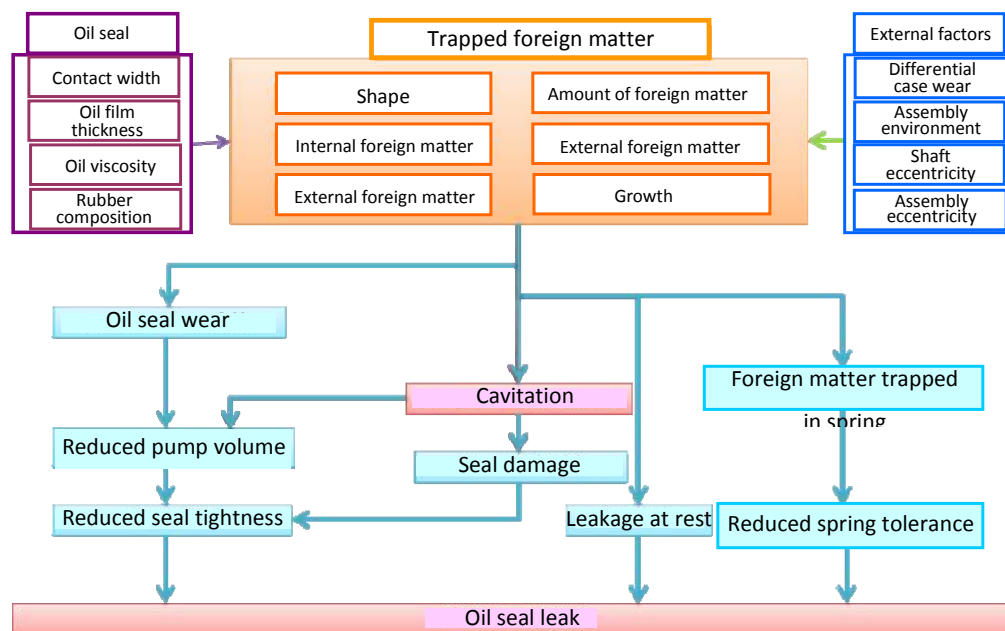 Oil seal
Contact width
Oil film
thickness
Oil viscosity
Rubber
composition
Trapped foreign matter
Shape
Amount of foreign matter
Internal foreign matter
External foreign matter
External foreign matter
Growth
External factors
Differential
case wear
Assembly
environment
Shaft
eccentricity
Assembly
eccentricity
Oil seal wear
Cavitation
Foreign matter trapped
in spring
Reduced pump volume
Seal damage
Reduced seal tightness
Leakage at rest
Reduced spring tolerance
Oil seal leak